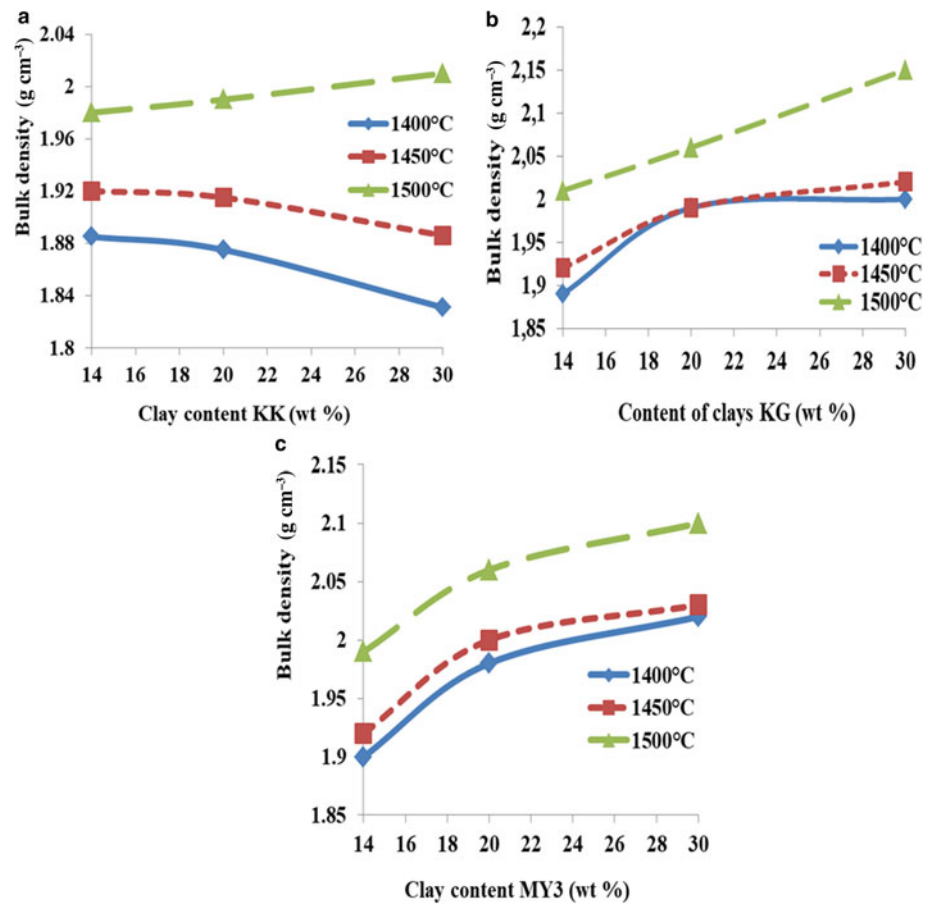 a
Bulk density (g cm⁻³)
2.04
2
1.96
1.92
1.88
1.84
1.8
1400°C
1450°C
1500°C
14 16 18 20 22 24 26 28 30
Clay content KK (wt %)
b
Bulk density (g cm⁻³)
2,2
2,15
2,1
2,05
2
1,95
1,9
1,85
1400°C
1450°C
1500°C
14 16 18 20 22 24 26 28 30
Content of clays KG (wt %)
c
Bulk density (g cm⁻³)
2.15
2.1
2.05
2
1.95
1.9
1.85
1400°C
1450°C
1500°C
14 16 18 20 22 24 26 28 30
Clay content MY3 (wt %)